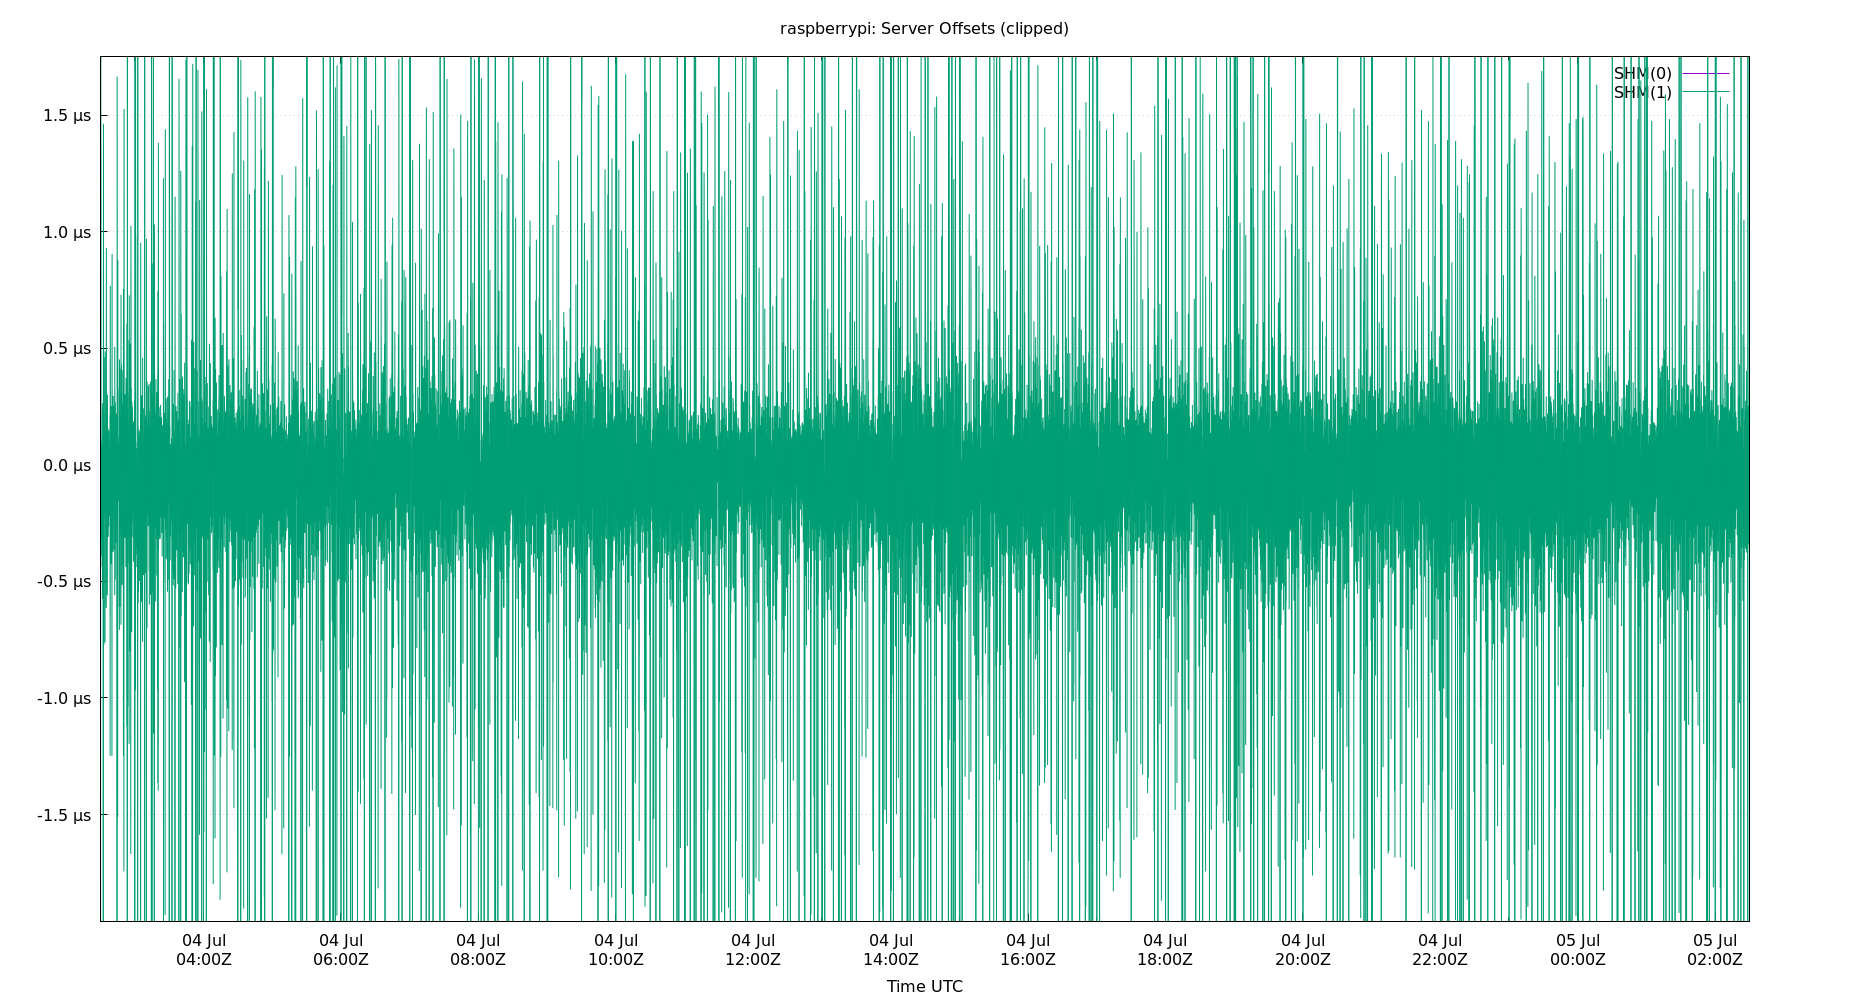 raspberrypi: Server Offsets (clipped)
SHM(0)
SHM(1)
1.5 µs
1.0 µs
0.5 µs
0.0 µs
-0.5 µs
-1.0 µs
-1.5 µs
04 Jul 04 Jul 04 Jul 04 Jul 04 Jul 04 Jul 04 Jul 04 Jul 04 Jul 04 Jul 05 Jul 05 Jul
04:00Z 06:00Z 08:00Z 10:00Z 12:00Z 14:00Z 16:00Z 18:00Z 20:00Z 22:00Z 00:00Z 02:00Z
Time UTC